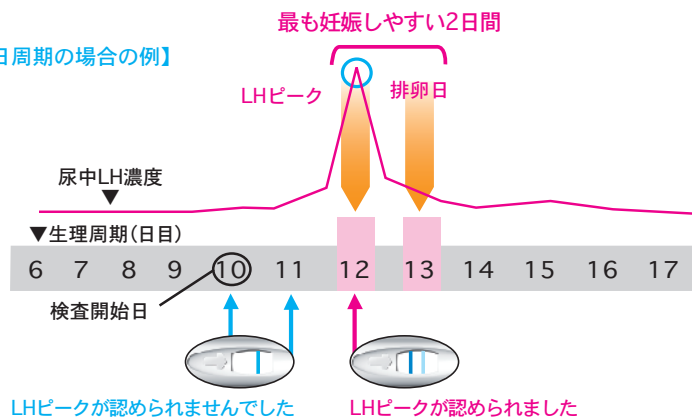 最も妊娠しやすい2日間
日周期の場合の例】
LHピーク
排卵日
尿中LH濃度
▼
▼生理周期(日目)
6 7 8 9 10 11 12 13 14 15 16 17
検査開始日
LHピークが認められませんでした
LHピークが認められました